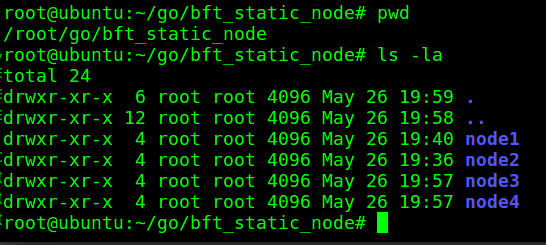 root@ubuntu:~/go/bft_static_node# pwd
/root/go/bft_static_node
root@ubuntu:~/go/bft_static_node# ls -la
total 24
drwxr-xr-x  6 root root 4096 May 26 19:59 .
drwxr-xr-x 12 root root 4096 May 26 19:58 ..
drwxr-xr-x  4 root root 4096 May 26 19:40 node1
drwxr-xr-x  4 root root 4096 May 26 19:36 node2
drwxr-xr-x  4 root root 4096 May 26 19:57 node3
drwxr-xr-x  4 root root 4096 May 26 19:57 node4
root@ubuntu:~/go/bft_static_node#